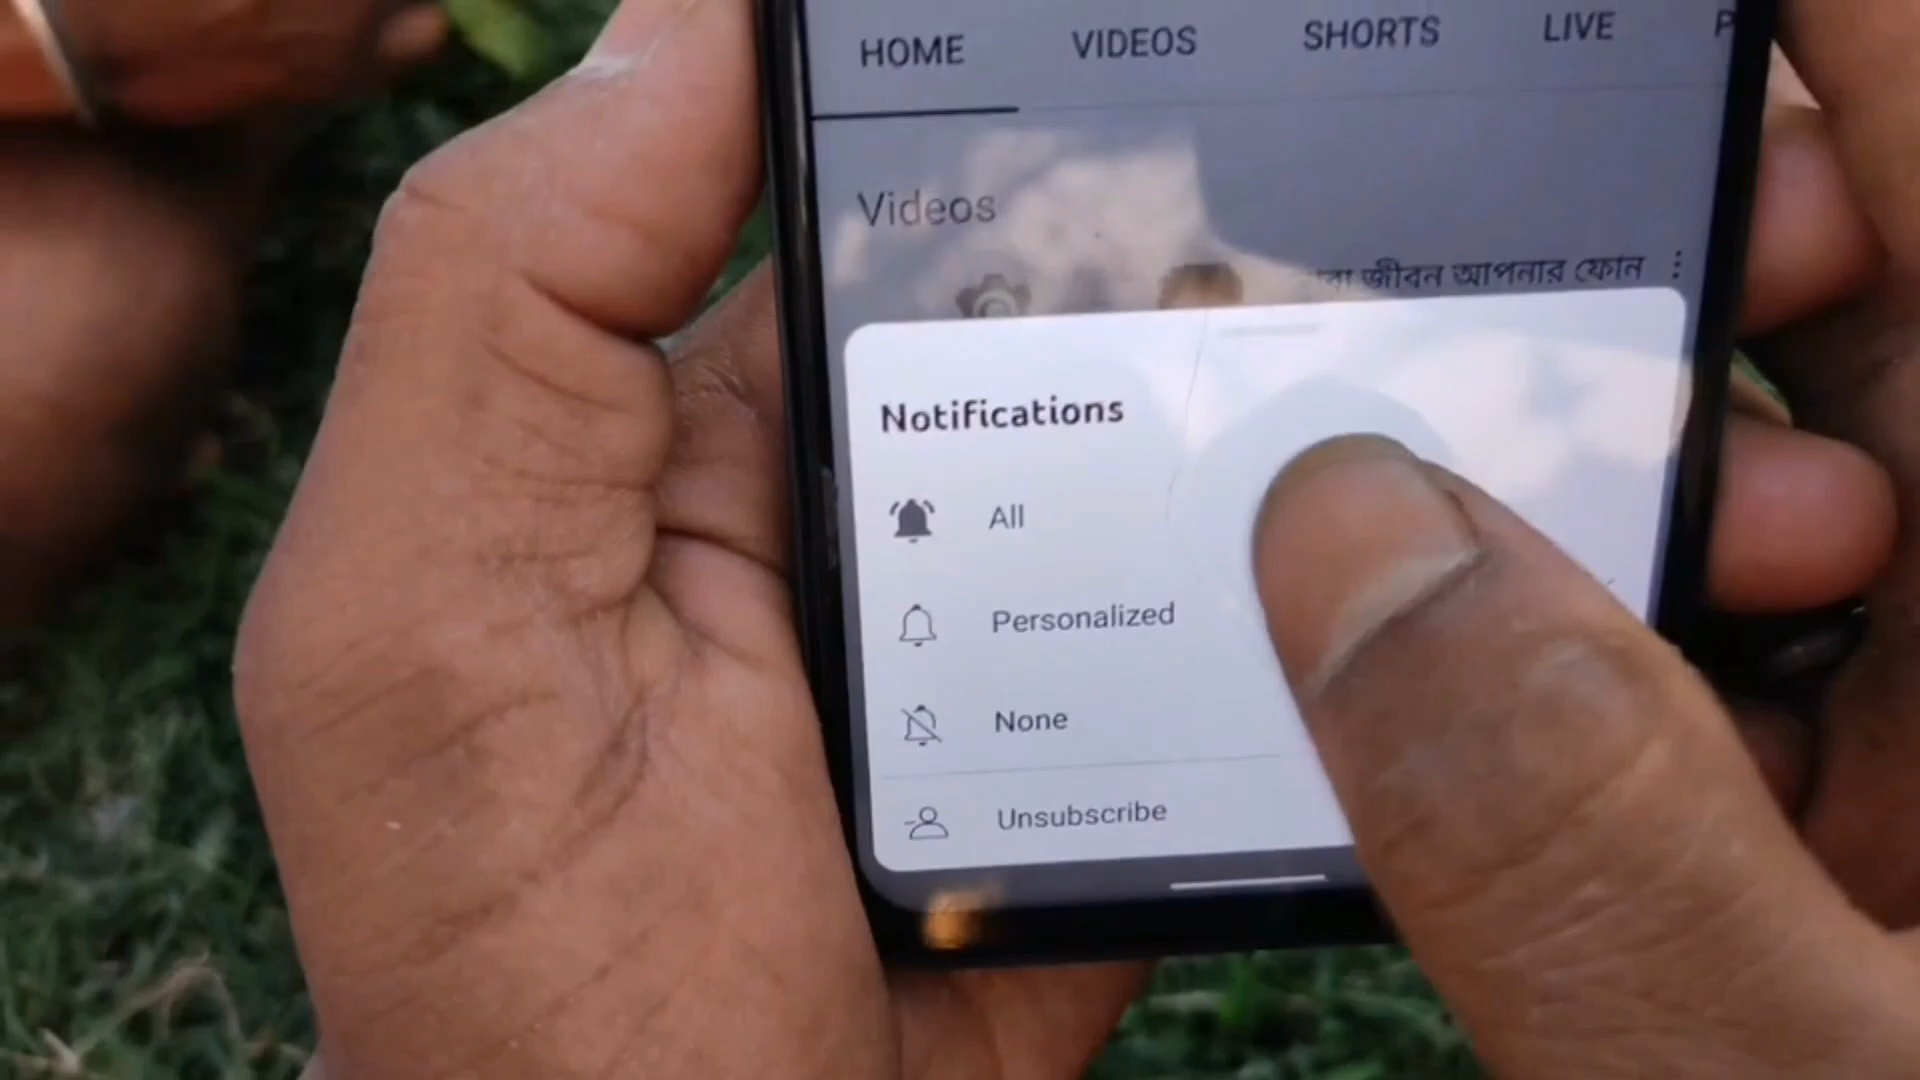 HOME VIDEOS SHORTS LIVE
Videos
জীবন আপনার ফোন
Notifications
All
Personalized
None
Unsubscribe